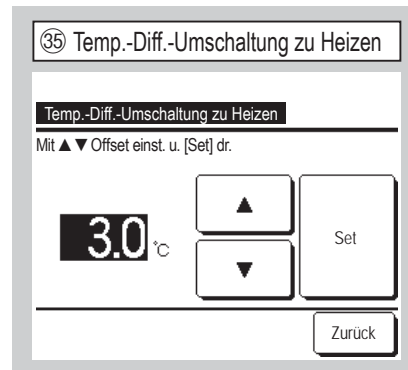 ㉟ Temp.-Diff.-Umschaltung zu Heizen
Temp.-Diff.-Umschaltung zu Heizen
Mit ▲▼ Offset einst. u. [Set] dr.
▲
3.0 °C
Set
▼
Zurück